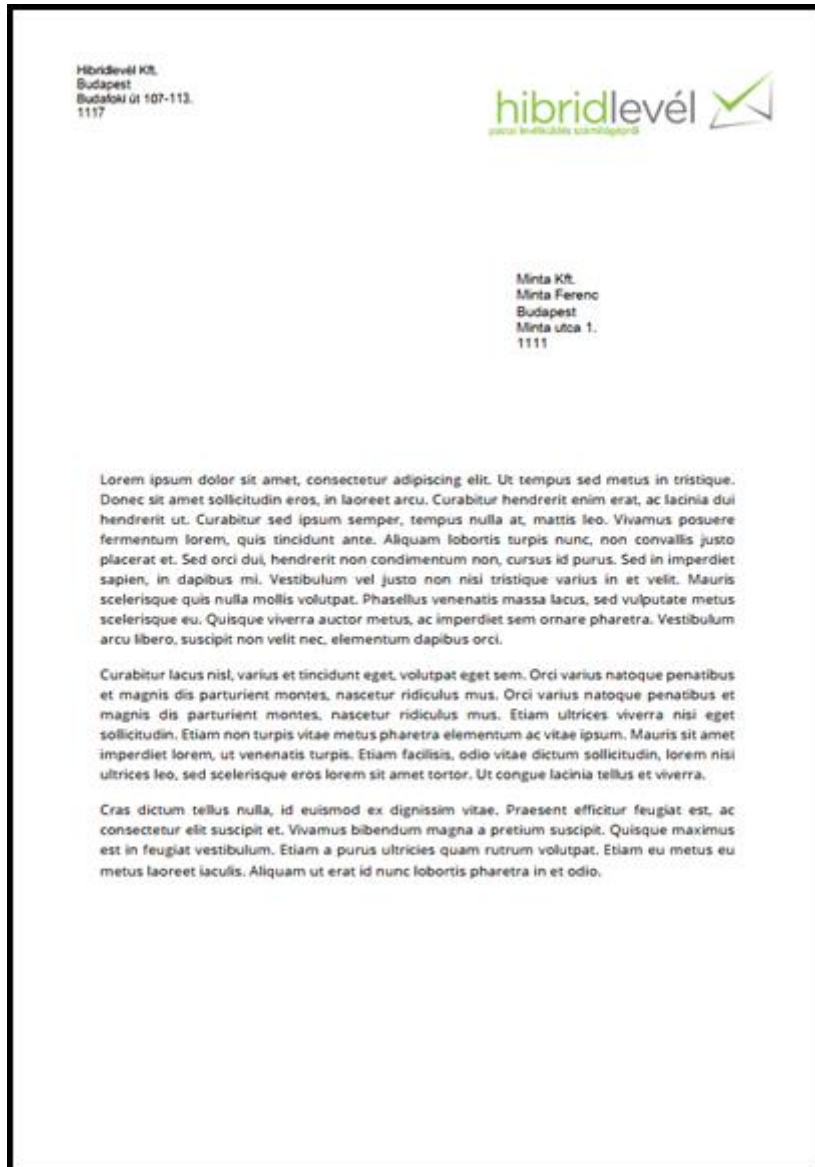 Hibridlevél Kft.
Budapest
Budafoki út 107-113.
1117
hibridlevél
postai levélküldés számítógépről
Minta Kft.
Minta Ferenc
Budapest
Minta utca 1.
1111
Lorem ipsum dolor sit amet, consectetur adipiscing elit. Ut tempus sed metus in tristique.
Donec sit amet sollicitudin eros, in laoreet arcu. Curabitur hendrerit enim erat, ac lacinia dui
hendrerit ut. Curabitur sed ipsum semper, tempus nulla at, mattis leo. Vivamus posuere
fermentum lorem, quis tincidunt ante. Aliquam lobortis turpis nunc, non convallis justo
placerat et. Sed orci dui, hendrerit non condimentum non, cursus id purus. Sed in imperdiet
sapien, in dapibus mi. Vestibulum vel justo non nisi tristique varius in et velit. Mauris
scelerisque quis nulla mollis volutpat. Phasellus venenatis massa lacus, sed vulputate metus
scelerisque eu. Quisque viverra auctor metus, ac imperdiet sem ornare pharetra. Vestibulum
arcu libero, suscipit non velit nec, elementum dapibus orci.
Curabitur lacus nisl, varius et tincidunt eget, volutpat eget sem. Orci varius natoque penatibus
et magnis dis parturient montes, nascetur ridiculus mus. Orci varius natoque penatibus et
magnis dis parturient montes, nascetur ridiculus mus. Etiam ultrices viverra nisi eget
sollicitudin. Etiam non turpis vitae metus pharetra elementum ac vitae ipsum. Mauris sit amet
imperdiet lorem, ut venenatis turpis. Etiam facilisis, odio vitae dictum sollicitudin, lorem nisi
ultrices leo, sed scelerisque eros lorem sit amet tortor. Ut congue lacinia tellus et viverra.
Cras dictum tellus nulla, id euismod ex dignissim vitae. Praesent efficitur feugiat est, ac
consectetur elit suscipit et. Vivamus bibendum magna a pretium suscipit. Quisque maximus
est in feugiat vestibulum. Etiam a purus ultricies quam rutrum volutpat. Etiam eu metus eu
metus laoreet iaculis. Aliquam ut erat id nunc lobortis pharetra in et odio.